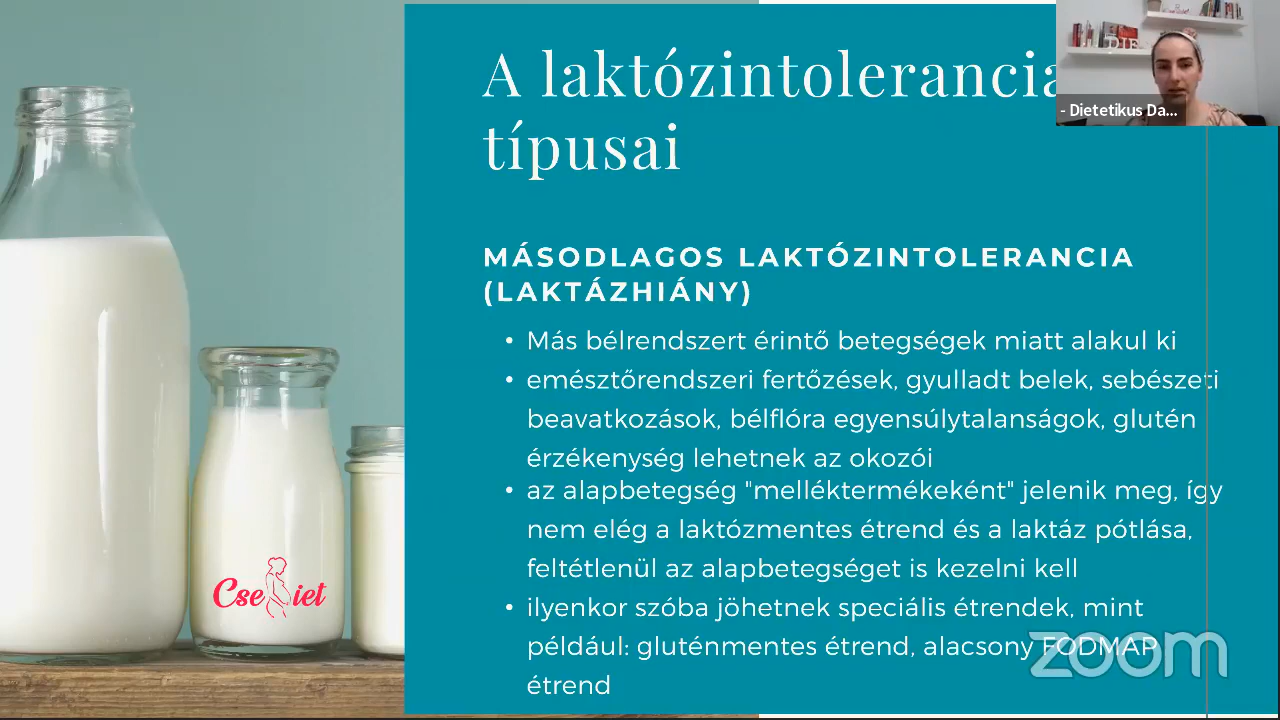 A laktózintolerancia
típusai
- Dietetikus Da...
MÁSODLAGOS LAKTÓZINTOLERANCIA
(LAKTÁZHIÁNY)
• Más bélrendszert érintő betegségek miatt alakul ki
• emésztőrendszeri fertőzések, gyulladt belek, sebészeti
beavatkozások, bélflóra egyensúlytalanságok, glutén
érzékenység lehetnek az okozói
• az alapbetegség "melléktermékeként" jelenik meg, így
nem elég a laktózmentes étrend és a laktáz pótlása,
feltétlenül az alapbetegséget is kezelni kell
• ilyenkor szóba jöhetnek speciális étrendek, mint
például: gluténmentes étrend, alacsony FODMAP
étrend
zoom